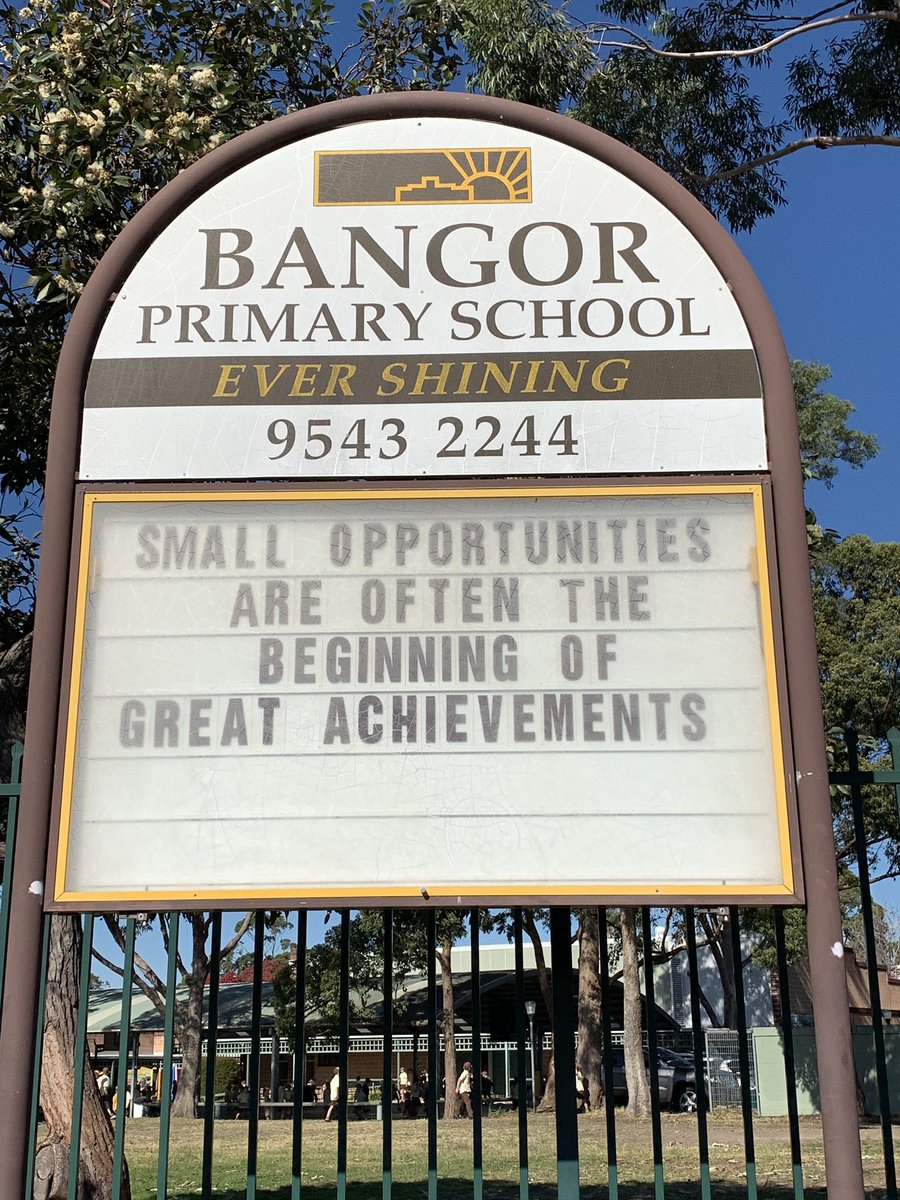 BANGOR
PRIMARY SCHOOL
EVER SHINING
9543 2244
SMALL OPPORTUNITIES
ARE OFTEN THE
BEGINNING OF
GREAT ACHIEVEMENTS